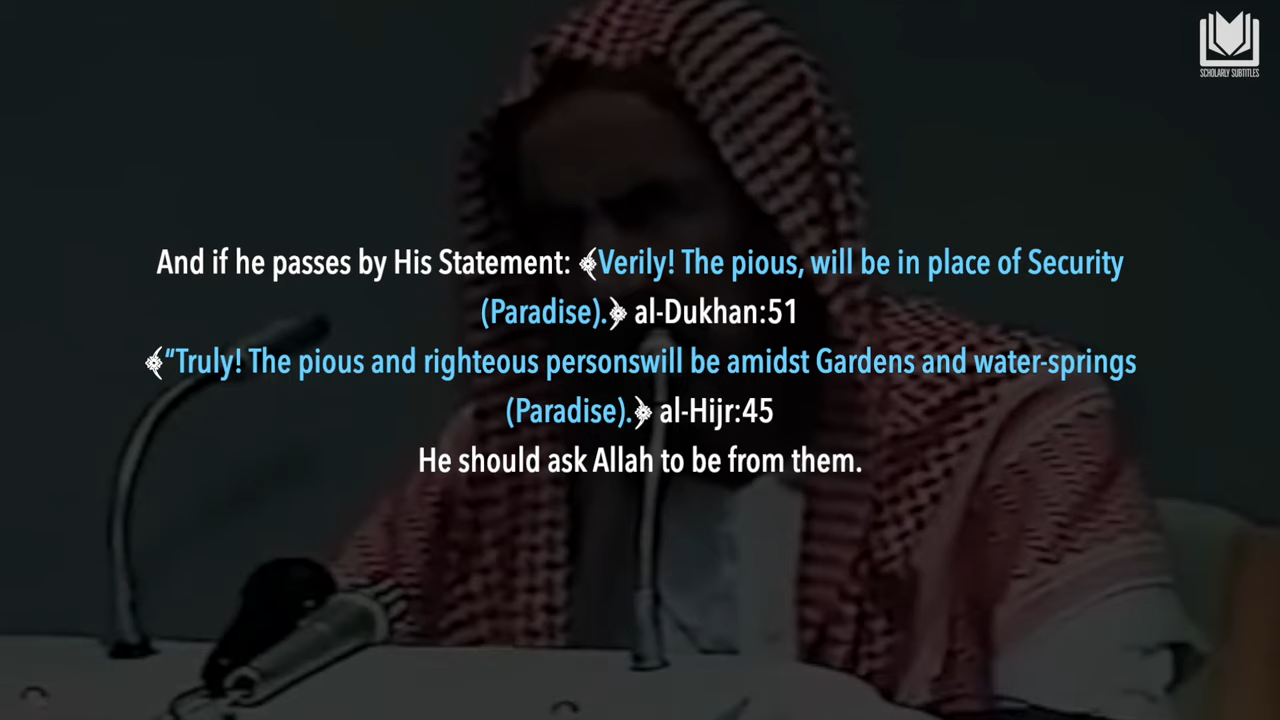 SCHOLARLY SUBTITLES
And if he passes by His Statement: ﴾Verily! The pious, will be in place of Security
(Paradise).﴿ al-Dukhan:51
﴾“Truly! The pious and righteous personswill be amidst Gardens and water-springs
(Paradise).﴿ al-Hijr:45
He should ask Allah to be from them.